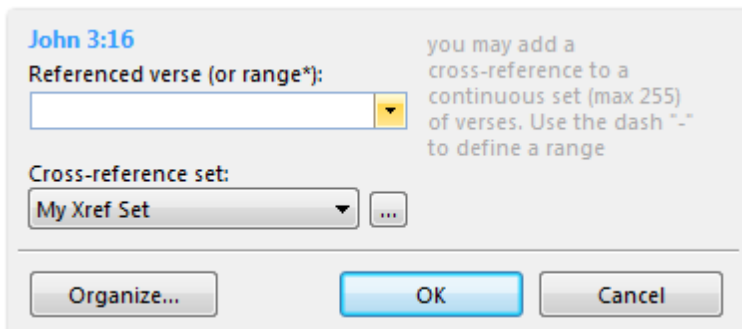 John 3:16
Referenced verse (or range*):
you may add a
cross-reference to a
continuous set (max 255)
of verses. Use the dash "-"
to define a range
Cross-reference set:
My Xref Set
...
Organize...
OK
Cancel